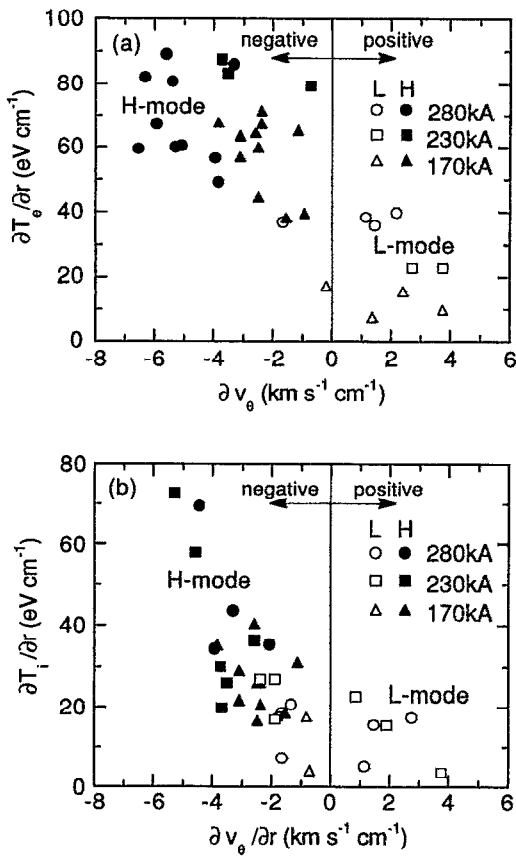 (a)
negative
positive
L H
280kA
230kA
170kA
H-mode
L-mode
∂Tₑ/∂r (eV cm⁻¹)
100
80
60
40
20
0
-8 -6 -4 -2 0 2 4 6
∂ v_θ (km s⁻¹ cm⁻¹)
(b)
negative
positive
L H
280kA
230kA
170kA
H-mode
L-mode
∂Tᵢ/∂r (eV cm⁻¹)
80
60
40
20
0
-8 -6 -4 -2 0 2 4 6
∂ v_θ/∂r (km s⁻¹ cm⁻¹)